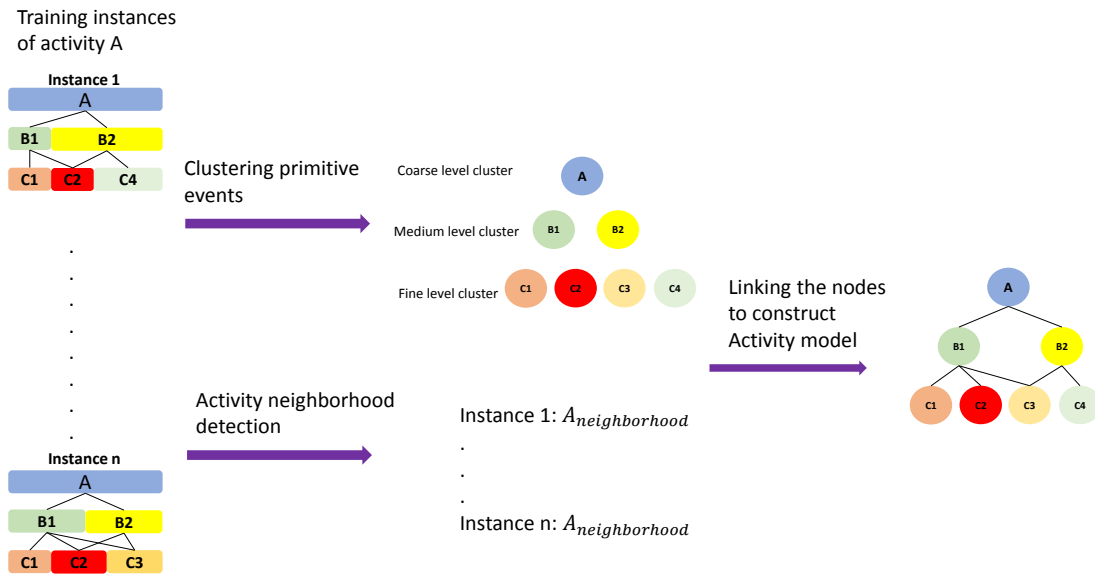 Training instances
of activity A
Instance 1
A
B1 B2
C1 C2 C4
.
.
.
.
.
.
.
.
Instance n
A
B1 B2
C1 C2 C3
Clustering primitive
events
Activity neighborhood
detection
Coarse level cluster
A
Medium level cluster
B1 B2
Fine level cluster
C1 C2 C3 C4
Instance 1: A_neighborhood
.
.
.
Instance n: A_neighborhood
Linking the nodes
to construct
Activity model
A
B1 B2
C1 C2 C3 C4